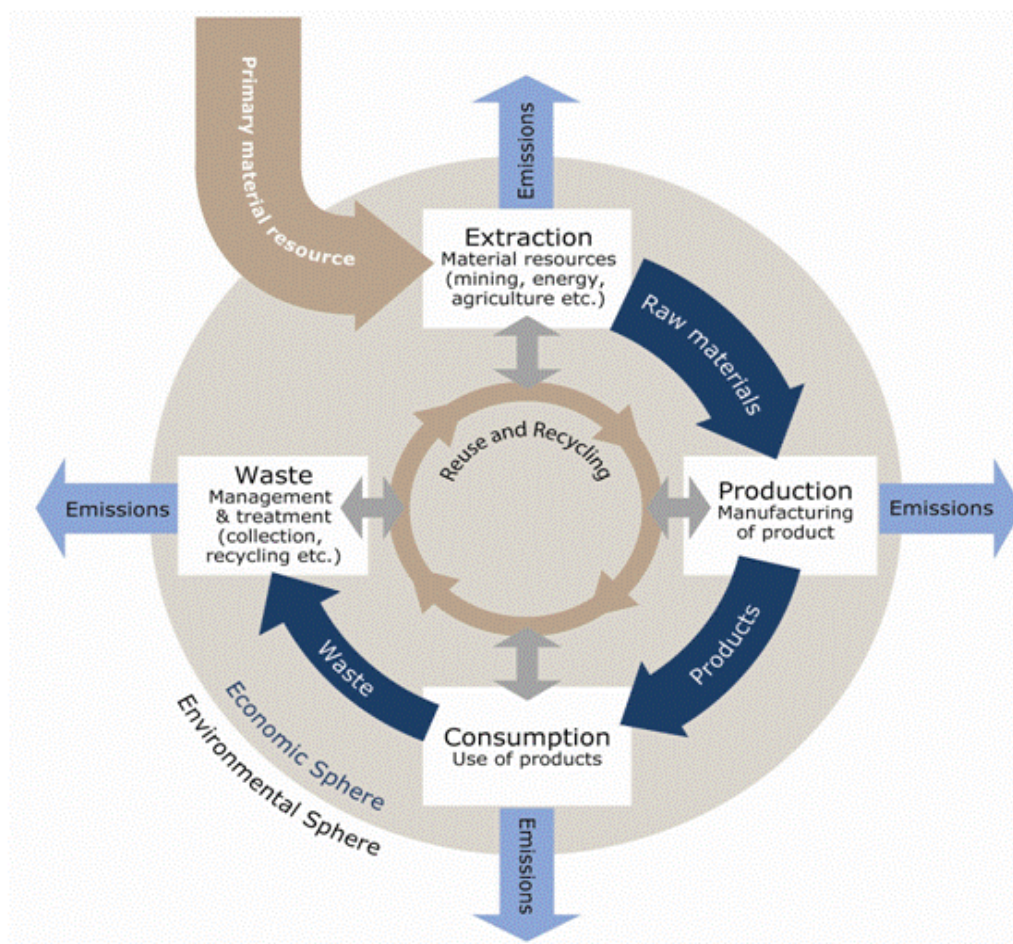 Primary material resource
Emissions
Extraction
Material resources
(mining, energy,
agriculture etc.)
Raw materials
Reuse and Recycling
Emissions
Waste
Management
& treatment
(collection,
recycling etc.)
Production
Manufacturing
of product
Emissions
Products
Waste
Consumption
Use of products
Economic Sphere
Environmental Sphere
Emissions